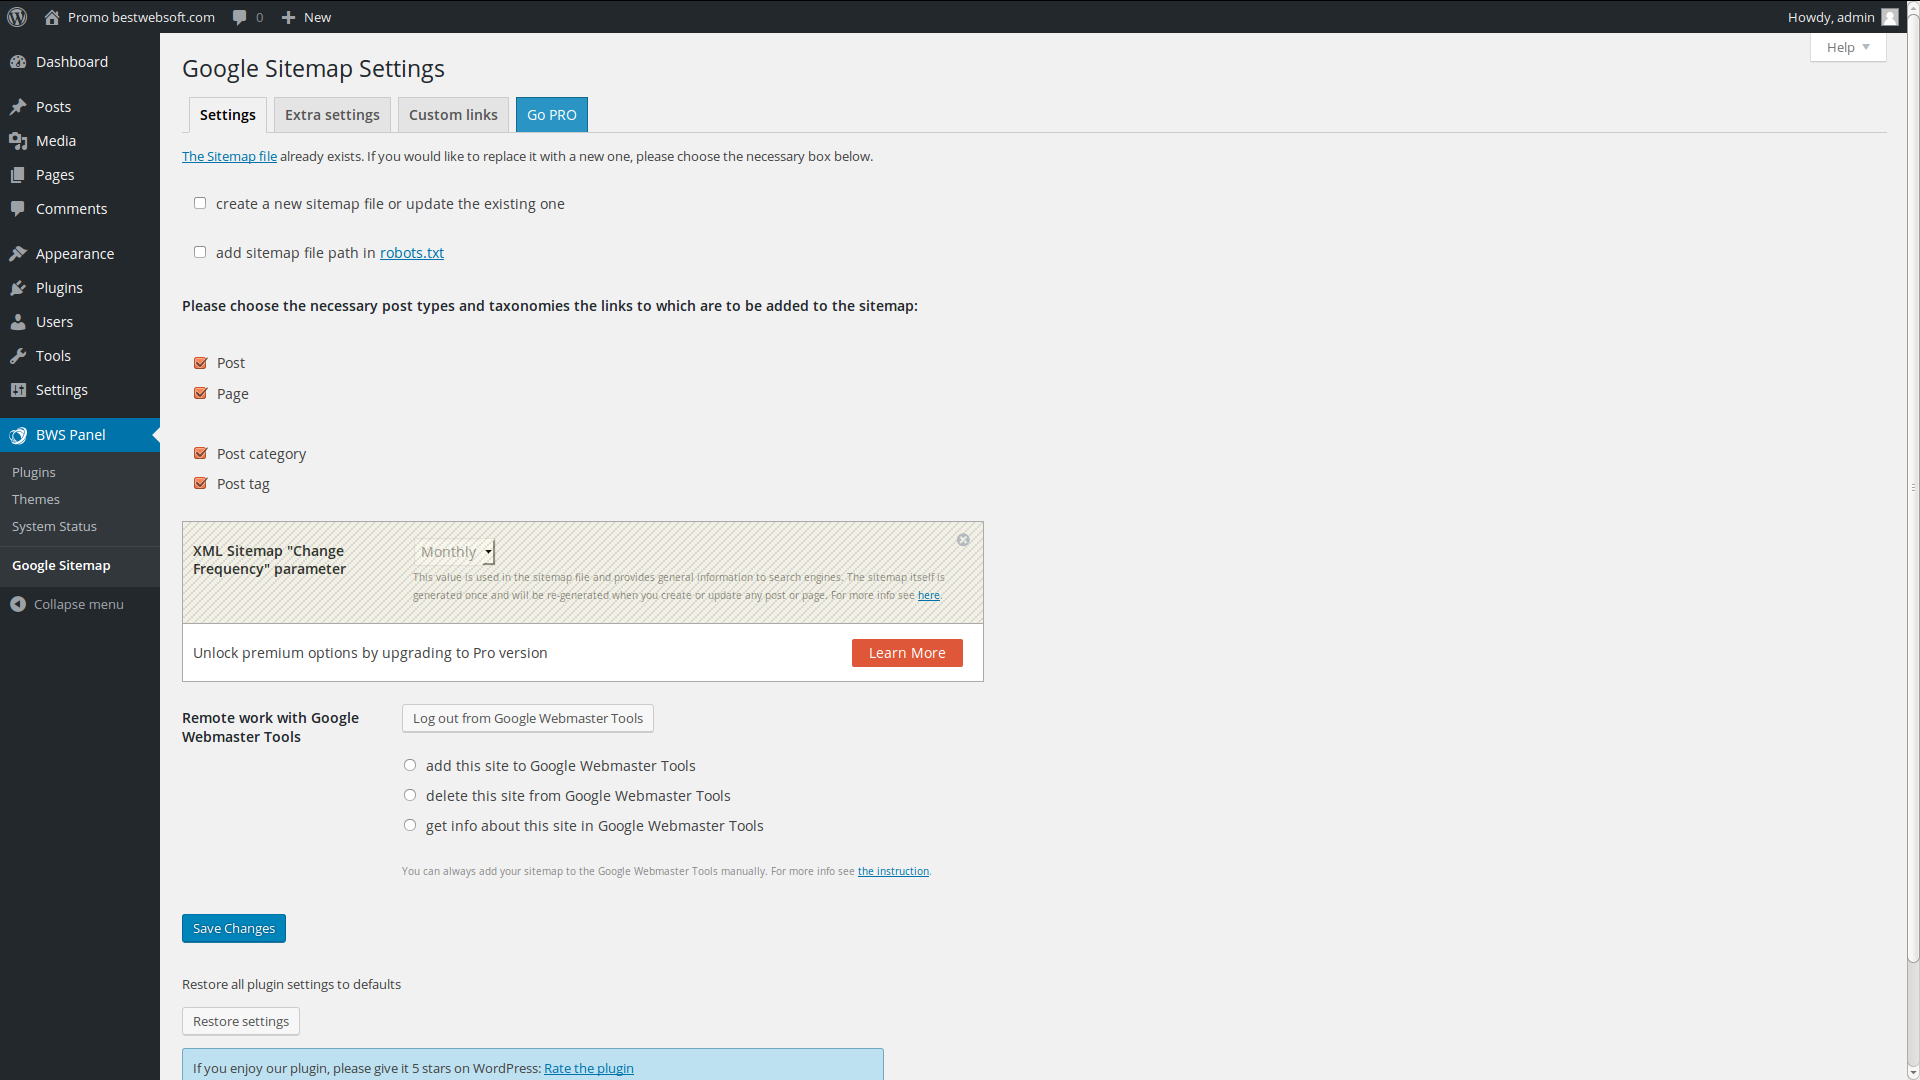 Promo bestwebsoft.com
0
New
Howdy, admin
Help
Dashboard
Posts
Media
Pages
Comments
Appearance
Plugins
Users
Tools
Settings
BWS Panel
Plugins
Themes
System Status
Google Sitemap
Collapse menu
Google Sitemap Settings
Settings
Extra settings
Custom links
Go PRO
The Sitemap file already exists. If you would like to replace it with a new one, please choose the necessary box below.
create a new sitemap file or update the existing one
add sitemap file path in robots.txt
Please choose the necessary post types and taxonomies the links to which are to be added to the sitemap:
Post
Page
Post category
Post tag
XML Sitemap "Change
Frequency" parameter
Monthly
This value is used in the sitemap file and provides general information to search engines. The sitemap itself is
generated once and will be re-generated when you create or update any post or page. For more info see here.
Unlock premium options by upgrading to Pro version
Learn More
Remote work with Google
Webmaster Tools
Log out from Google Webmaster Tools
add this site to Google Webmaster Tools
delete this site from Google Webmaster Tools
get info about this site in Google Webmaster Tools
You can always add your sitemap to the Google Webmaster Tools manually. For more info see the instruction.
Save Changes
Restore all plugin settings to defaults
Restore settings
If you enjoy our plugin, please give it 5 stars on WordPress: Rate the plugin